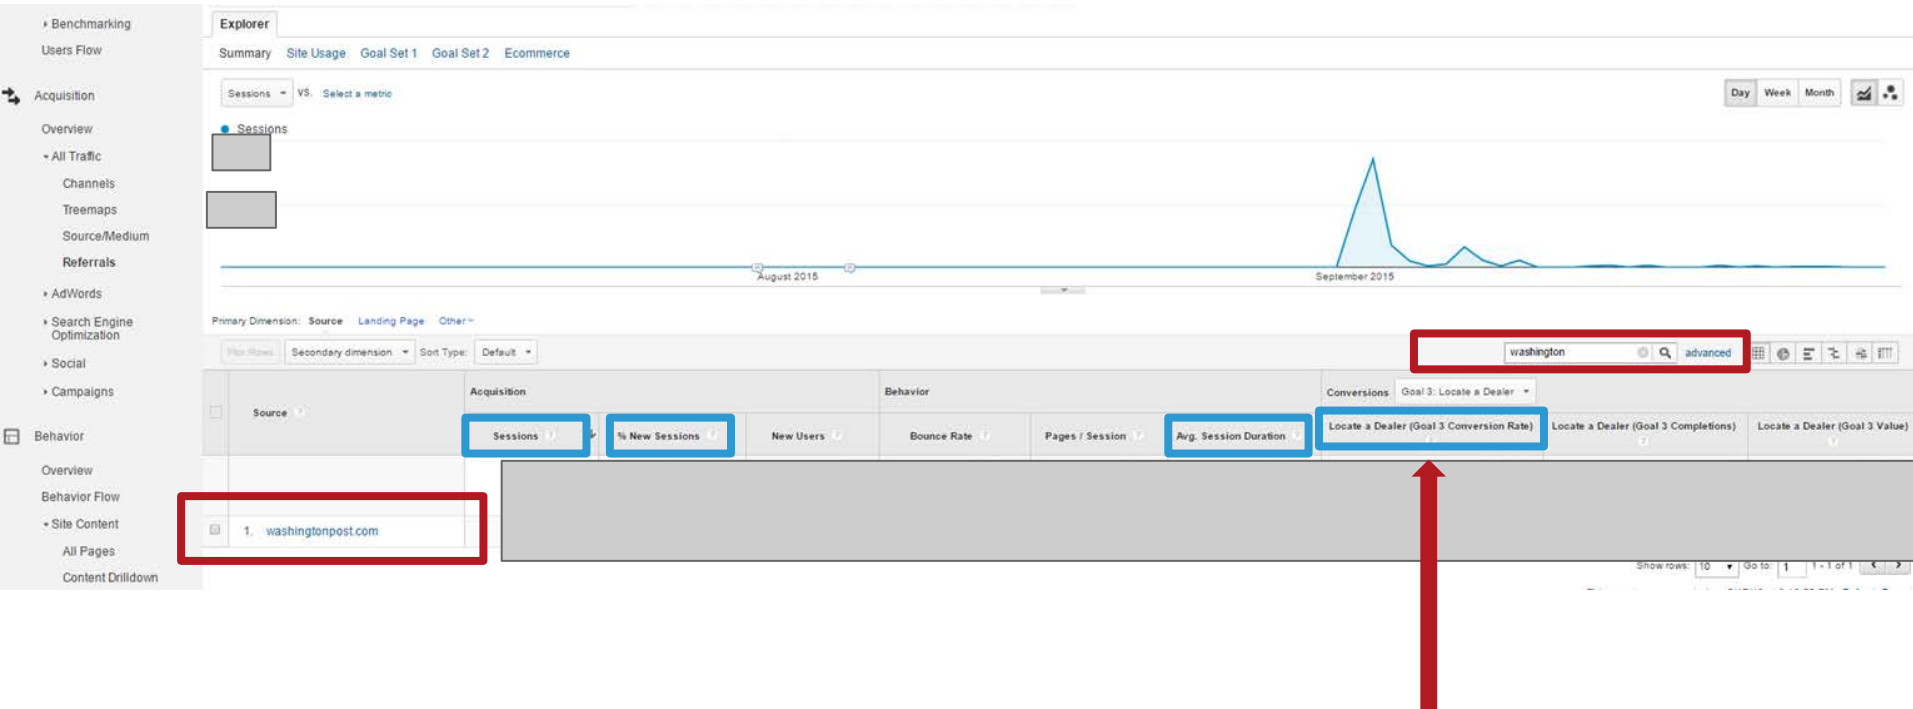 Benchmarking
Users Flow
Acquisition
Overview
All Traffic
Channels
Treemaps
Source/Medium
Referrals
AdWords
Search Engine
Optimization
Social
Campaigns
Behavior
Overview
Behavior Flow
Site Content
All Pages
Content Drilldown
Explorer
Summary Site Usage Goal Set 1 Goal Set 2 Ecommerce
Sessions VS. Select a metric
Day Week Month
Sessions
August 2015 September 2015
Primary Dimension: Source Landing Page Other
Plot Rows Secondary dimension Sort Type: Default
washington advanced
Source
Acquisition Behavior Conversions Goal 3: Locate a Dealer
Sessions % New Sessions New Users Bounce Rate Pages / Session Avg. Session Duration Locate a Dealer (Goal 3 Conversion Rate) Locate a Dealer (Goal 3 Completions) Locate a Dealer (Goal 3 Value)
1. washingtonpost.com
Show rows: 10 Go to: 1 1 - 1 of 1